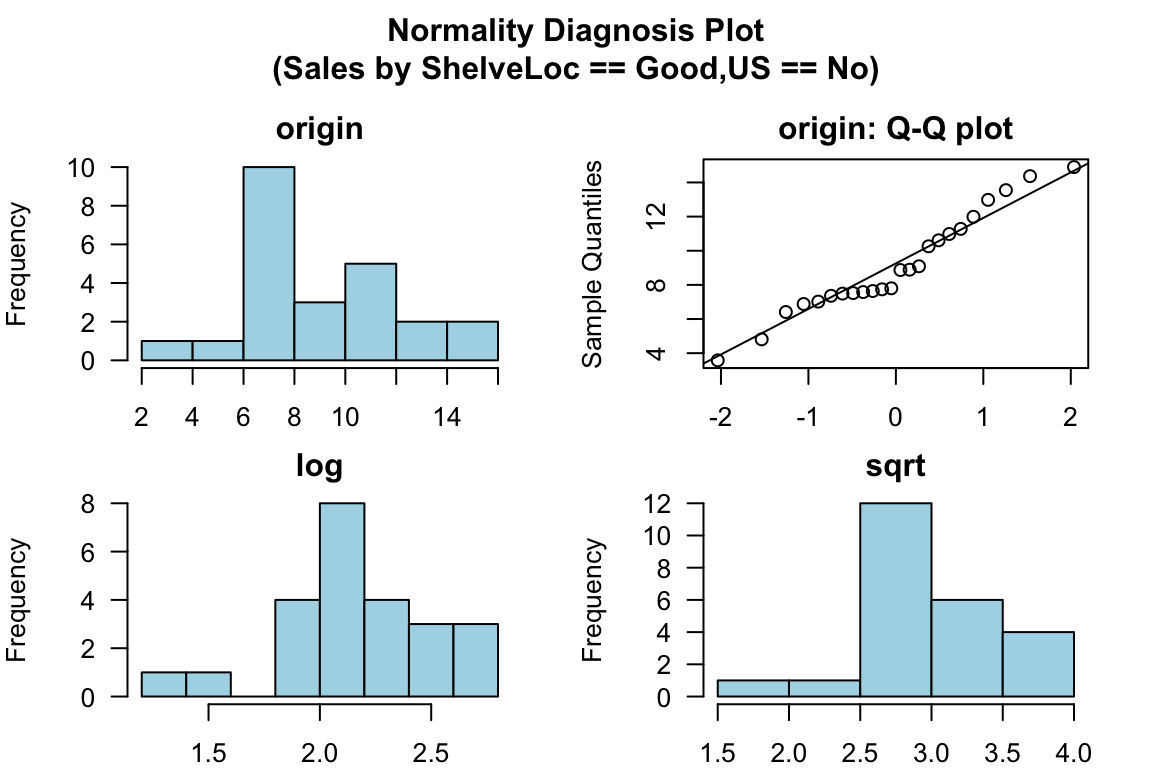 Normality Diagnosis Plot
(Sales by ShelveLoc == Good,US == No)
origin
Frequency
10
8
6
4
2
0
2 4 6 8 10 14
origin: Q-Q plot
Sample Quantiles
12
8
4
-2 -1 0 1 2
log
Frequency
8
6
4
2
0
1.5 2.0 2.5
sqrt
Frequency
12
10
8
6
4
2
0
1.5 2.0 2.5 3.0 3.5 4.0